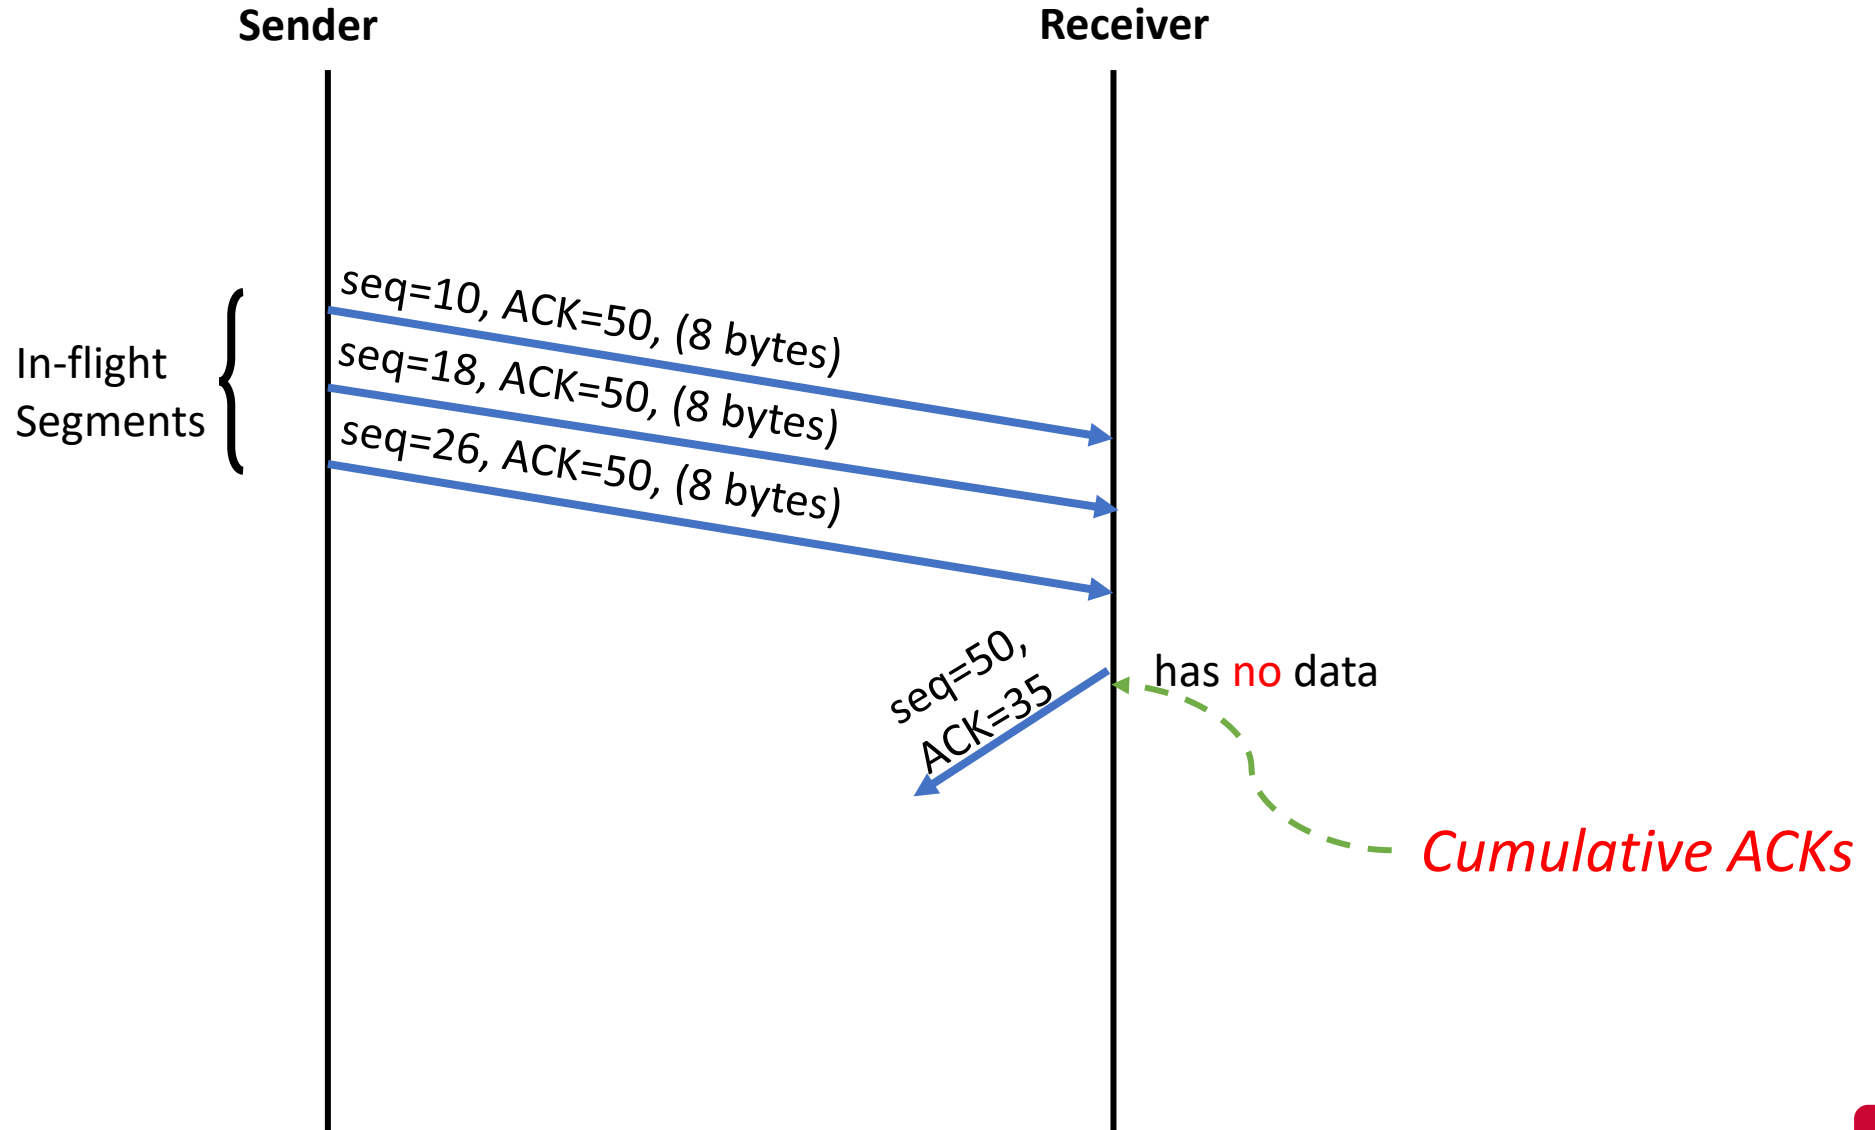 Sender
Receiver
seq=10, ACK=50, (8 bytes)
seq=18, ACK=50, (8 bytes)
seq=26, ACK=50, (8 bytes)
In-flight
Segments
seq=50,
ACK=35
has no data
Cumulative ACKs